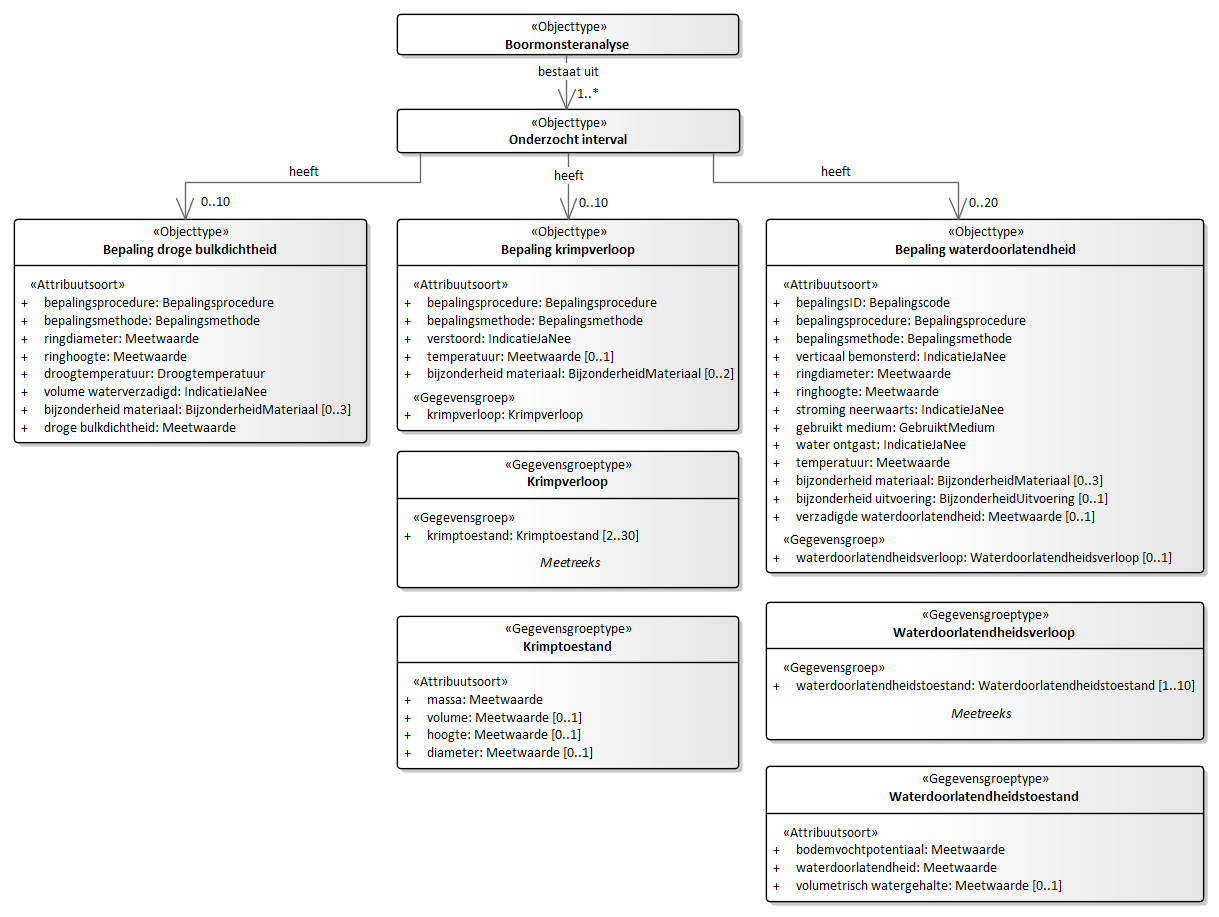 «Objecttype»
Boormonsteranalyse
bestaat uit
1..*
«Objecttype»
Onderzocht interval
heeft
0..10
heeft
0..10
heeft
0..20
«Objecttype»
Bepaling droge bulkdichtheid
«Attribuutsoort»
+ bepalingsprocedure: Bepalingsprocedure
+ bepalingsmethode: Bepalingsmethode
+ ringdiameter: Meetwaarde
+ ringhoogte: Meetwaarde
+ droogtemperatuur: Droogtemperatuur
+ volume waterverzadigd: IndicatieJaNee
+ bijzonderheid materiaal: BijzonderheidMateriaal [0..3]
+ droge bulkdichtheid: Meetwaarde
«Objecttype»
Bepaling krimpverloop
«Attribuutsoort»
+ bepalingsprocedure: Bepalingsprocedure
+ bepalingsmethode: Bepalingsmethode
+ verstoord: IndicatieJaNee
+ temperatuur: Meetwaarde [0..1]
+ bijzonderheid materiaal: BijzonderheidMateriaal [0..2]
«Gegevensgroep»
+ krimpverloop: Krimpverloop
«Gegevensgroeptype»
Krimpverloop
«Gegevensgroep»
+ krimptoestand: Krimptoestand [2..30]
Meetreeks
«Gegevensgroeptype»
Krimptoestand
«Attribuutsoort»
+ massa: Meetwaarde
+ volume: Meetwaarde [0..1]
+ hoogte: Meetwaarde [0..1]
+ diameter: Meetwaarde [0..1]
«Objecttype»
Bepaling waterdoorlatendheid
«Attribuutsoort»
+ bepalingsID: Bepalingscode
+ bepalingsprocedure: Bepalingsprocedure
+ bepalingsmethode: Bepalingsmethode
+ verticaal bemonsterd: IndicatieJaNee
+ ringdiameter: Meetwaarde
+ ringhoogte: Meetwaarde
+ stroming neerwaarts: IndicatieJaNee
+ gebruikt medium: GebruiktMedium
+ water ontgast: IndicatieJaNee
+ temperatuur: Meetwaarde
+ bijzonderheid materiaal: BijzonderheidMateriaal [0..3]
+ bijzonderheid uitvoering: BijzonderheidUitvoering [0..1]
+ verzadigde waterdoorlatendheid: Meetwaarde [0..1]
«Gegevensgroep»
+ waterdoorlatendheidsverloop: Waterdoorlatendheidsverloop [0..1]
«Gegevensgroeptype»
Waterdoorlatendheidsverloop
«Gegevensgroep»
+ waterdoorlatendheidstoestand: Waterdoorlatendheidstoestand [1..10]
Meetreeks
«Gegevensgroeptype»
Waterdoorlatendheidstoestand
«Attribuutsoort»
+ bodemvochtpotentiaal: Meetwaarde
+ waterdoorlatendheid: Meetwaarde
+ volumetrisch watergehalte: Meetwaarde [0..1]